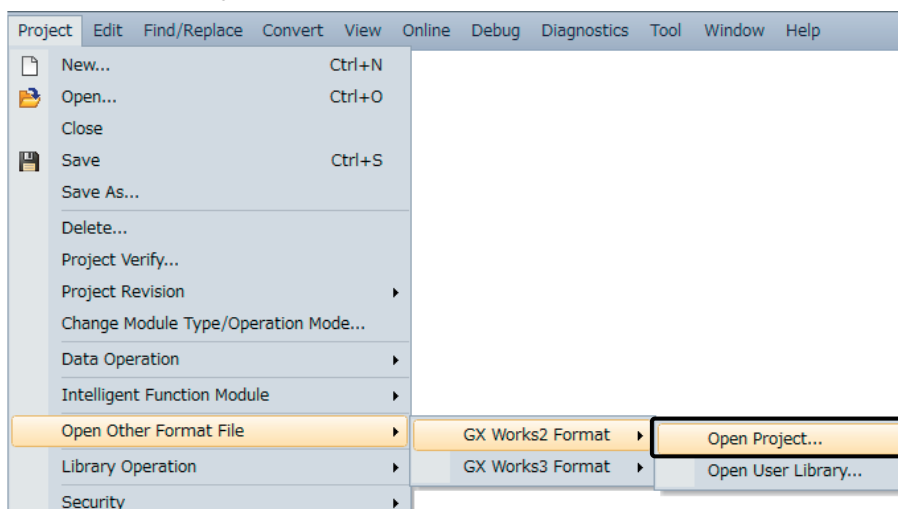 Project Edit Find/Replace Convert View Online Debug Diagnostics Tool Window Help
New... Ctrl+N
Open... Ctrl+O
Close
Save Ctrl+S
Save As...
Delete...
Project Verify...
Project Revision
Change Module Type/Operation Mode...
Data Operation
Intelligent Function Module
Open Other Format File GX Works2 Format Open Project...
Library Operation GX Works3 Format Open User Library...
Security